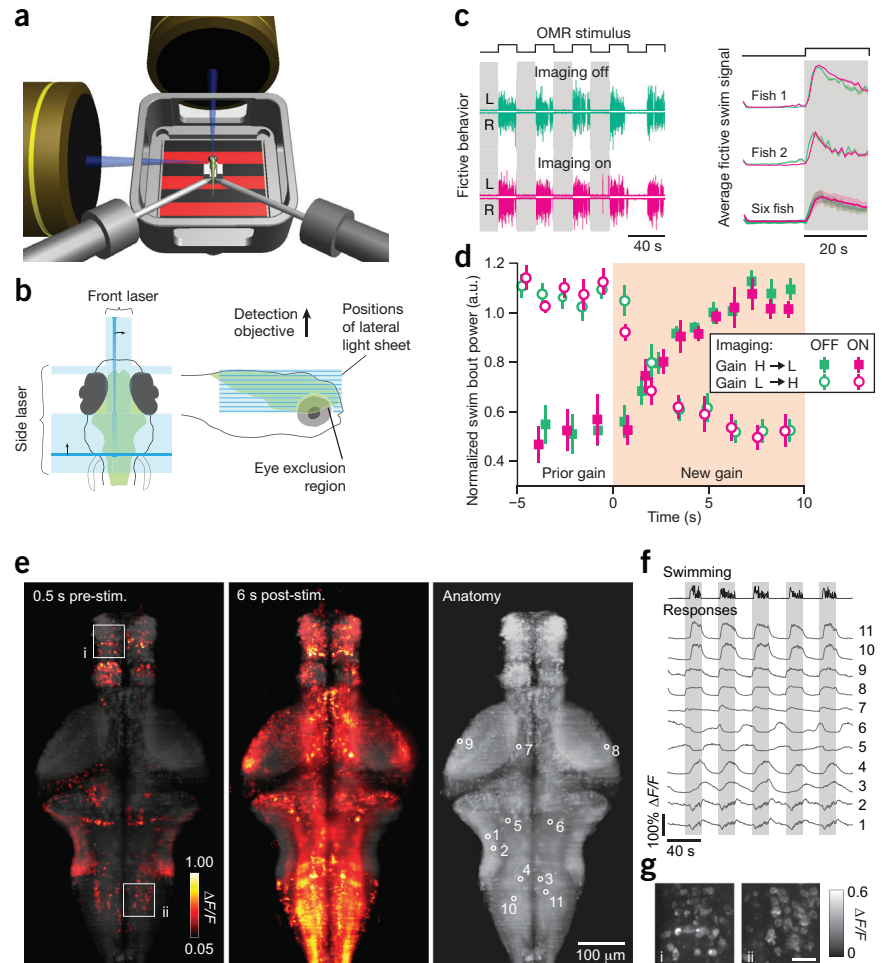 a
b
Front laser
Side laser
Detection
objective
Positions
of lateral
light sheet
Eye exclusion
region
c
OMR stimulus
Imaging off
L
R
Imaging on
L
R
Fictive behavior
40 s
Average fictive swim signal
Fish 1
Fish 2
Six fish
20 s
d
Normalized swim bout power (a.u.)
1.2
1.0
0.8
0.6
0.4
Prior gain
New gain
–5
0
5
10
Time (s)
Imaging: OFF ON
Gain H → L
Gain L → H
e
0.5 s pre-stim.
i
ii
1.00
ΔF/F
0.05
6 s post-stim.
Anatomy
9
7
8
5
6
1
2
4
3
10
11
100 μm
f
Swimming
Responses
11
10
9
8
7
6
5
4
3
2
1
100% ΔF/F
40 s
g
i
ii
0.6
ΔF/F
0